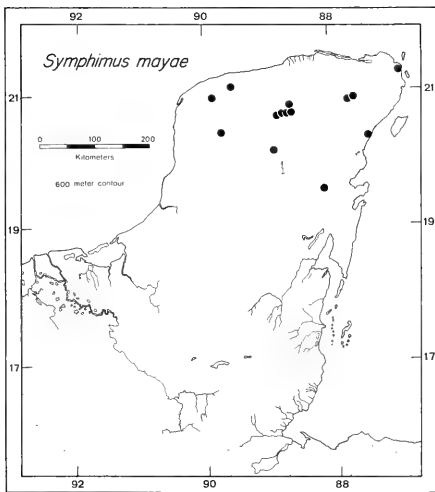 92 90 88
Symphimus mayae
21 21
0 100 200
Kilometers
600 meter contour
19 19
17 17
92 90 88